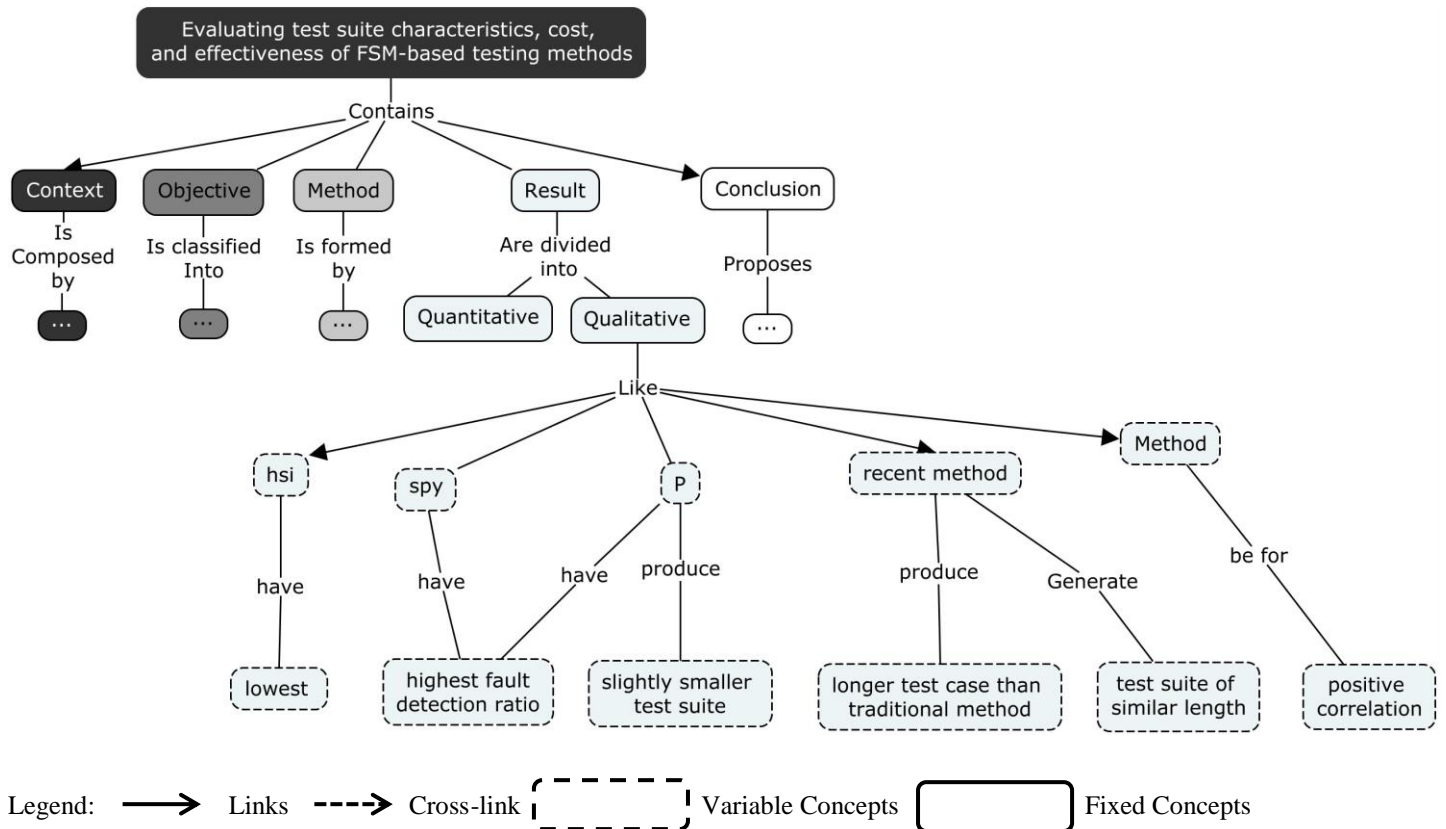 Evaluating test suite characteristics, cost,
and effectiveness of FSM-based testing methods
Contains
Context
Objective
Method
Result
Conclusion
Is
Composed
by
Is classified
Into
Is formed
by
Are divided
into
Proposes
...
...
...
Quantitative
Qualitative
...
Like
hsi
spy
P
recent method
Method
have
have
have
produce
produce
Generate
be for
lowest
highest fault
detection ratio
slightly smaller
test suite
longer test case than
traditional method
test suite of
similar length
positive
correlation
Legend: Links Cross-link Variable Concepts Fixed Concepts